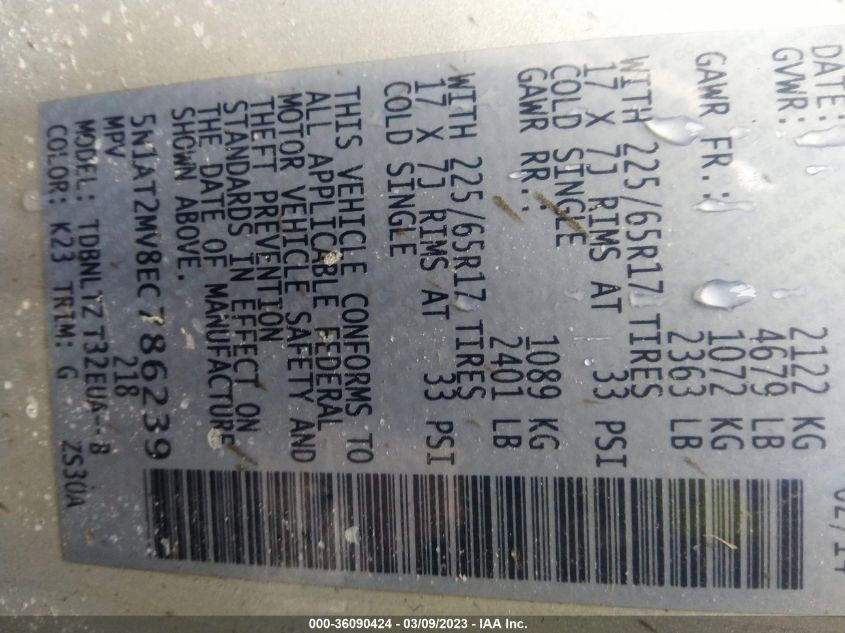 DATE: 02/14
GVWR: 2122 KG
4679 LB
GAWR FR.: 1072 KG
2363 LB
WITH 225/65R17 TIRES
17 X 7J RIMS AT 33 PSI
COLD SINGLE
GAWR RR.: 1089 KG
2401 LB
WITH 225/65R17 TIRES
17 X 7J RIMS AT 33 PSI
COLD SINGLE
THIS VEHICLE CONFORMS TO
ALL APPLICABLE FEDERAL
MOTOR VEHICLE SAFETY AND
THEFT PREVENTION
STANDARDS IN EFFECT ON
THE DATE OF MANUFACTURE
SHOWN ABOVE.
5N1AT2MV8EC786239
MPV 218
MODEL: TDBNL1Z T32EUA--B
COLOR: K23 TRIM: G ZS30A
000-36090424 - 03/09/2023 - IAA Inc.